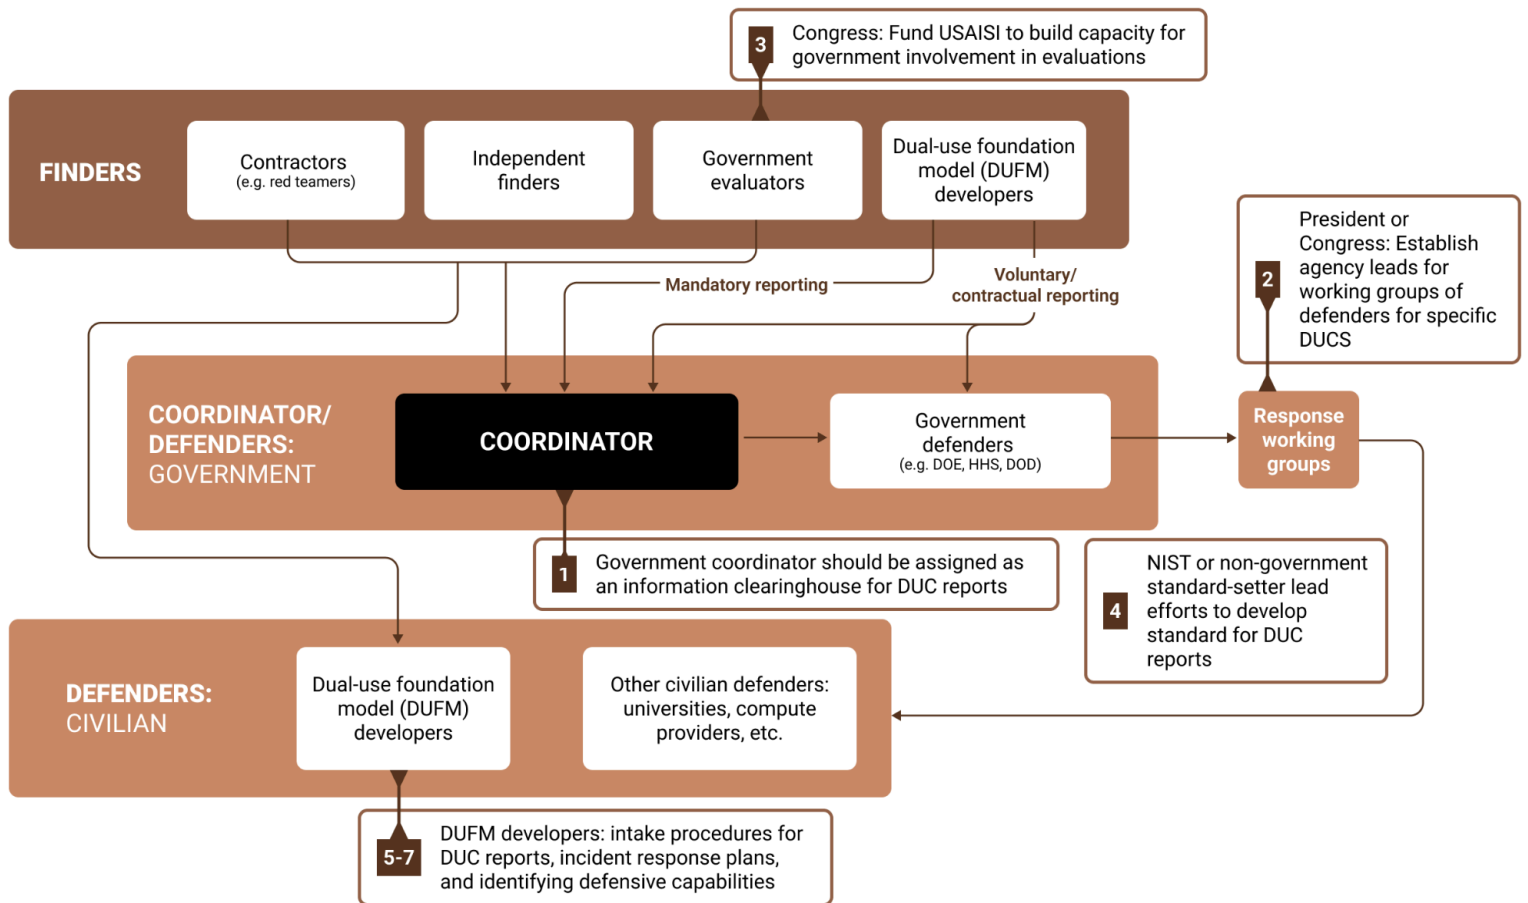 3
Congress: Fund USAISI to build capacity for
government involvement in evaluations
FINDERS
Contractors
(e.g. red teamers)
Independent
finders
Government
evaluators
Dual-use foundation
model (DUFM)
developers
Mandatory reporting
Voluntary/
contractual reporting
2
President or
Congress: Establish
agency leads for
working groups of
defenders for specific
DUCS
COORDINATOR/
DEFENDERS:
GOVERNMENT
COORDINATOR
Government
defenders
(e.g. DOE, HHS, DOD)
Response
working
groups
1
Government coordinator should be assigned as
an information clearinghouse for DUC reports
4
NIST or non-government
standard-setter lead
efforts to develop
standard for DUC
reports
DEFENDERS:
CIVILIAN
Dual-use foundation
model (DUFM)
developers
Other civilian defenders:
universities, compute
providers, etc.
5-7
DUFM developers: intake procedures for
DUC reports, incident response plans,
and identifying defensive capabilities